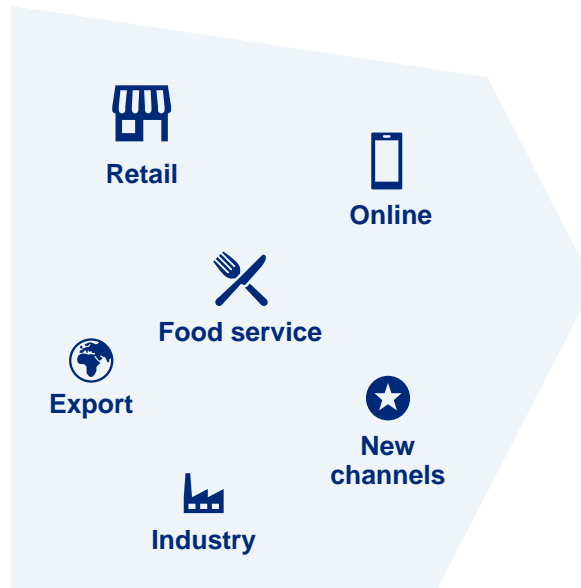 Retail
Online
Food service
Export
New
channels
Industry